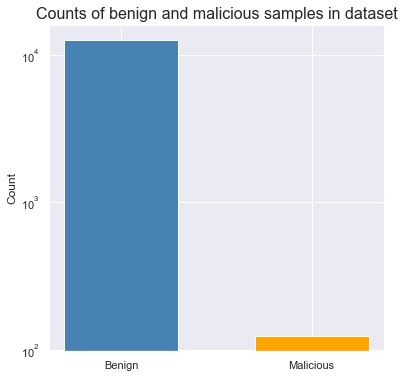 Counts of benign and malicious samples in dataset
10⁴
10³
10²
Count
Benign
Malicious